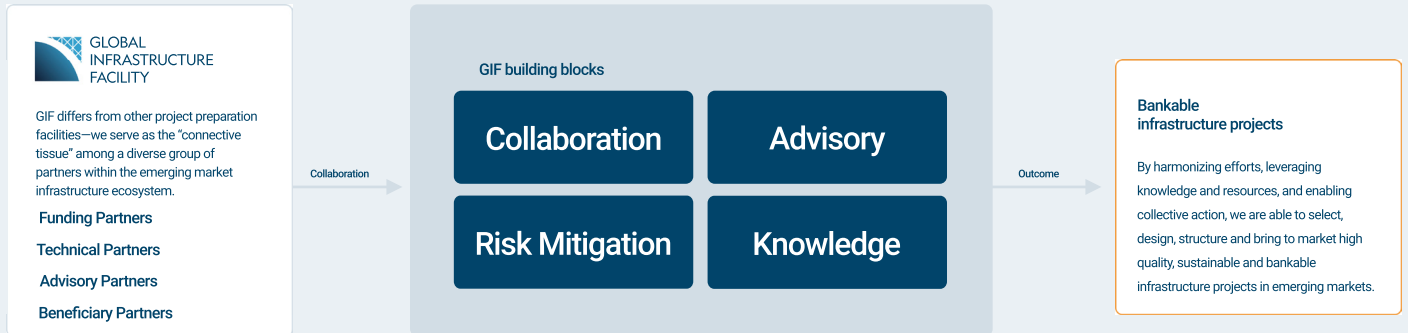 GLOBAL
INFRASTRUCTURE
FACILITY
GIF differs from other project preparation
facilities—we serve as the “connective
tissue” among a diverse group of
partners within the emerging market
infrastructure ecosystem.
Funding Partners
Technical Partners
Advisory Partners
Beneficiary Partners
Collaboration
GIF building blocks
Collaboration
Advisory
Risk Mitigation
Knowledge
Outcome
Bankable
infrastructure projects
By harmonizing efforts, leveraging
knowledge and resources, and enabling
collective action, we are able to select,
design, structure and bring to market high
quality, sustainable and bankable
infrastructure projects in emerging markets.